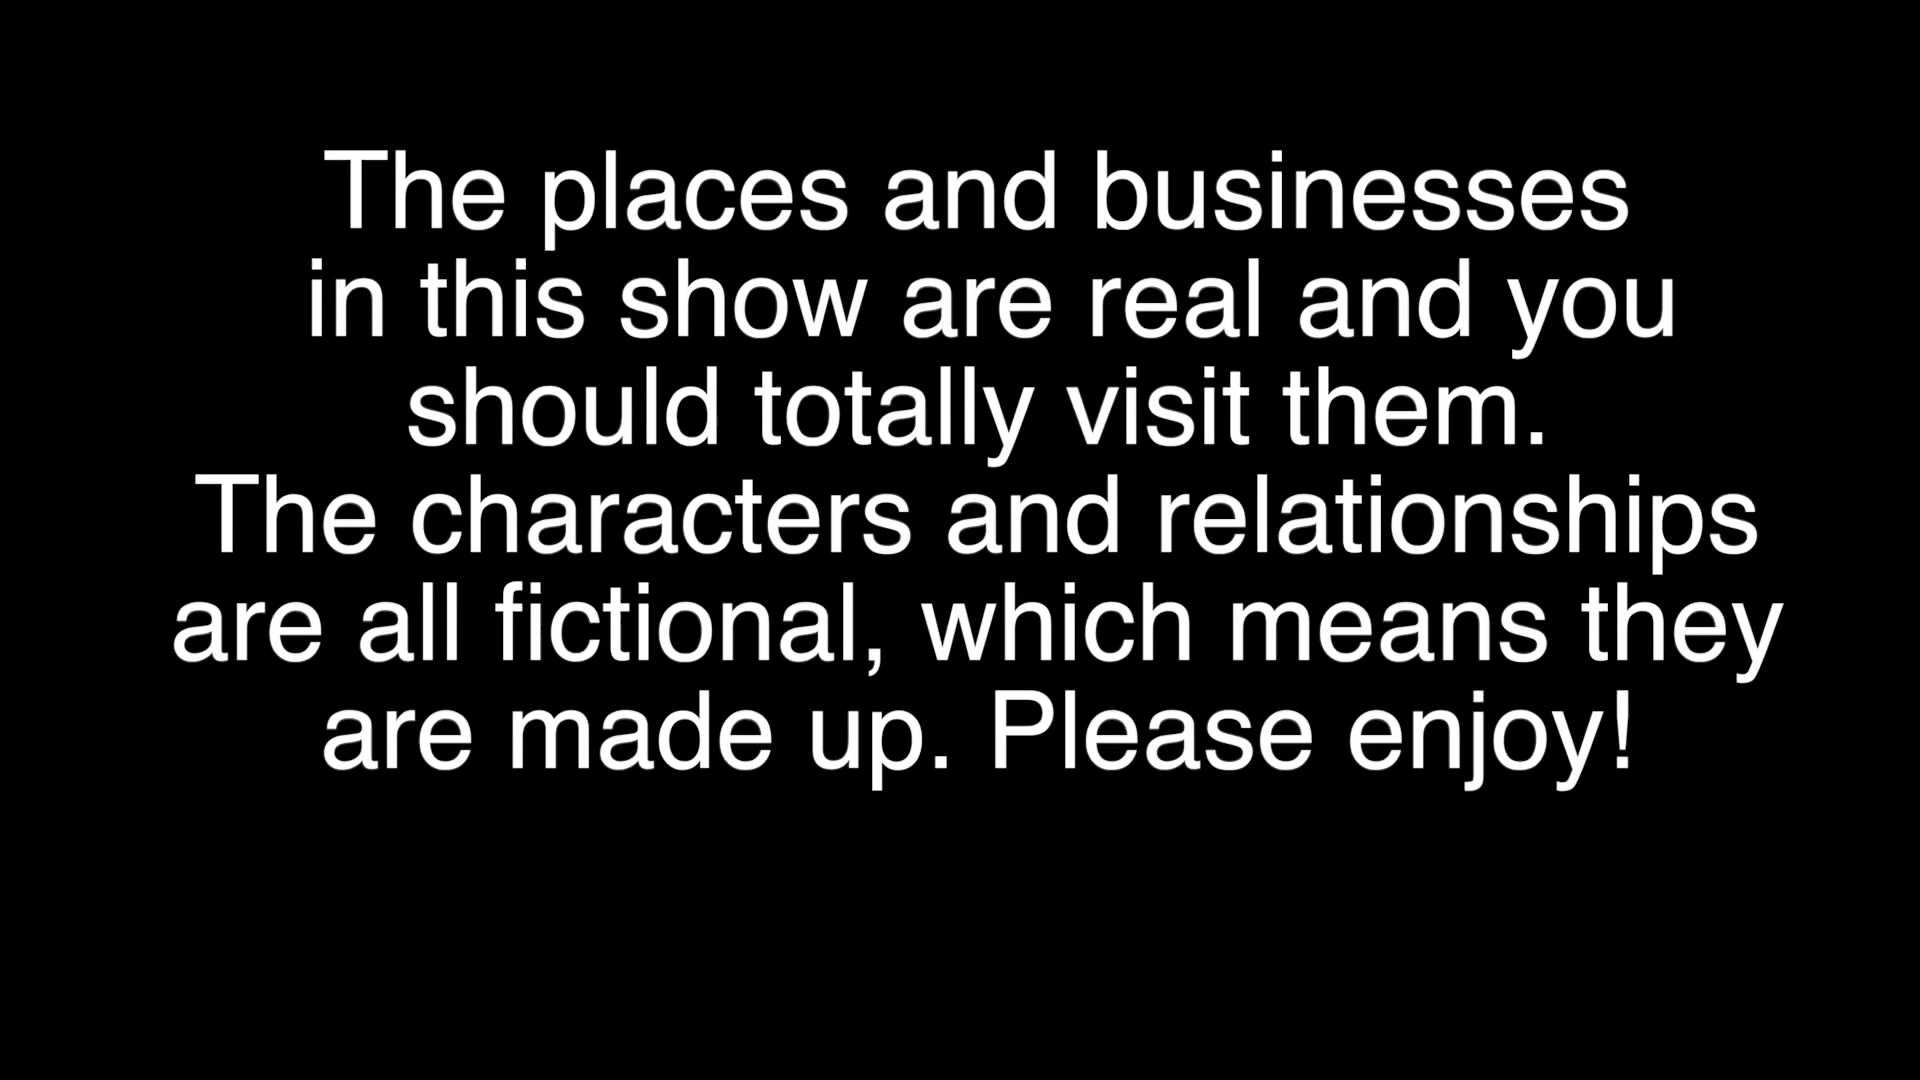 The places and businesses
in this show are real and you
should totally visit them.
The characters and relationships
are all fictional, which means they
are made up. Please enjoy!